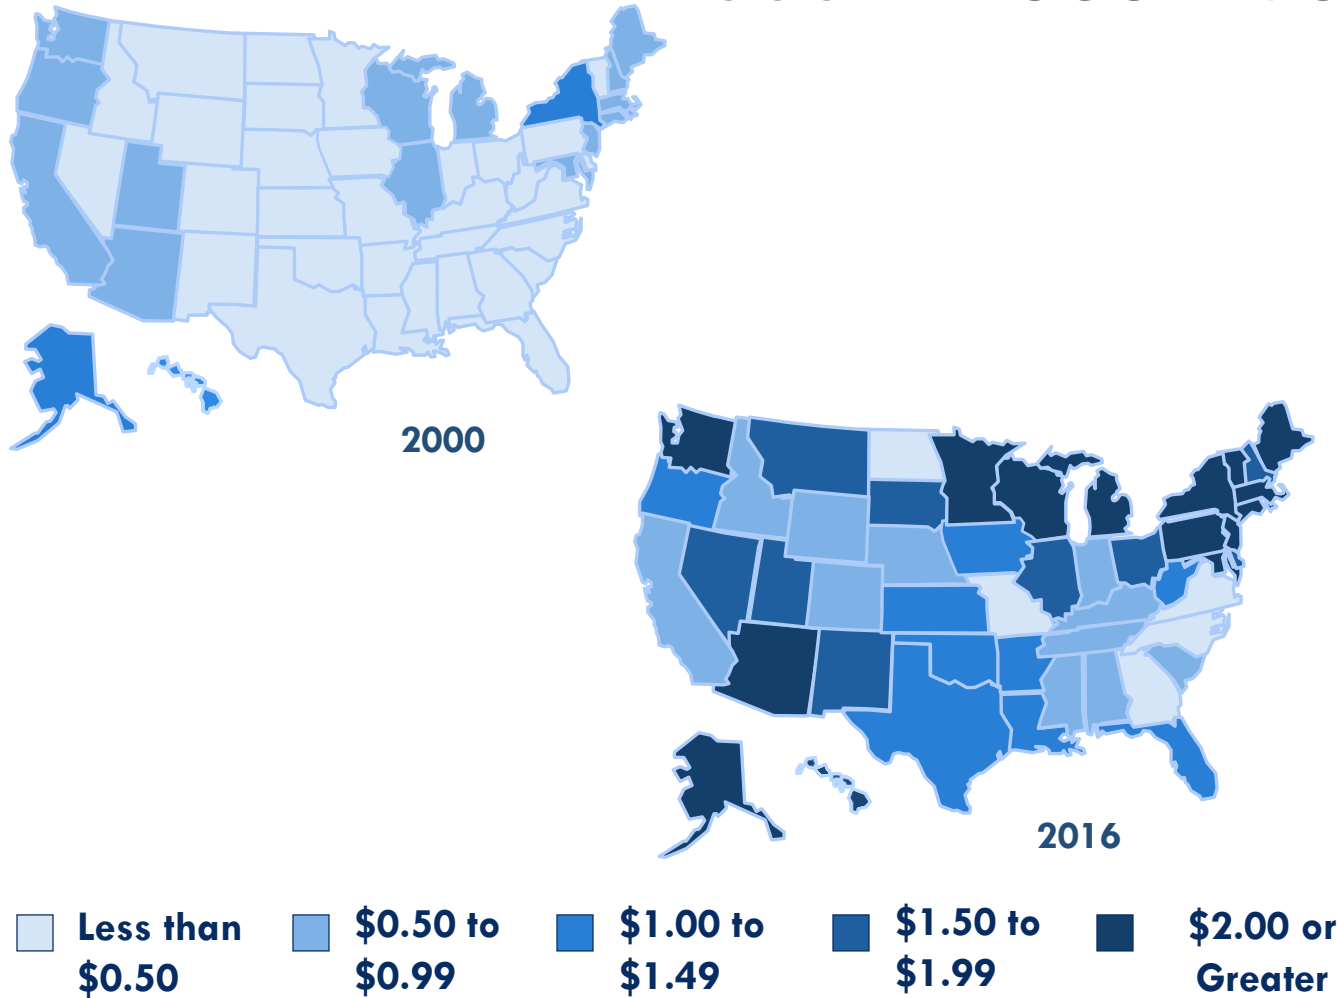 2000
2016
Less than
$0.50
$0.50 to
$0.99
$1.00 to
$1.49
$1.50 to
$1.99
$2.00 or
Greater